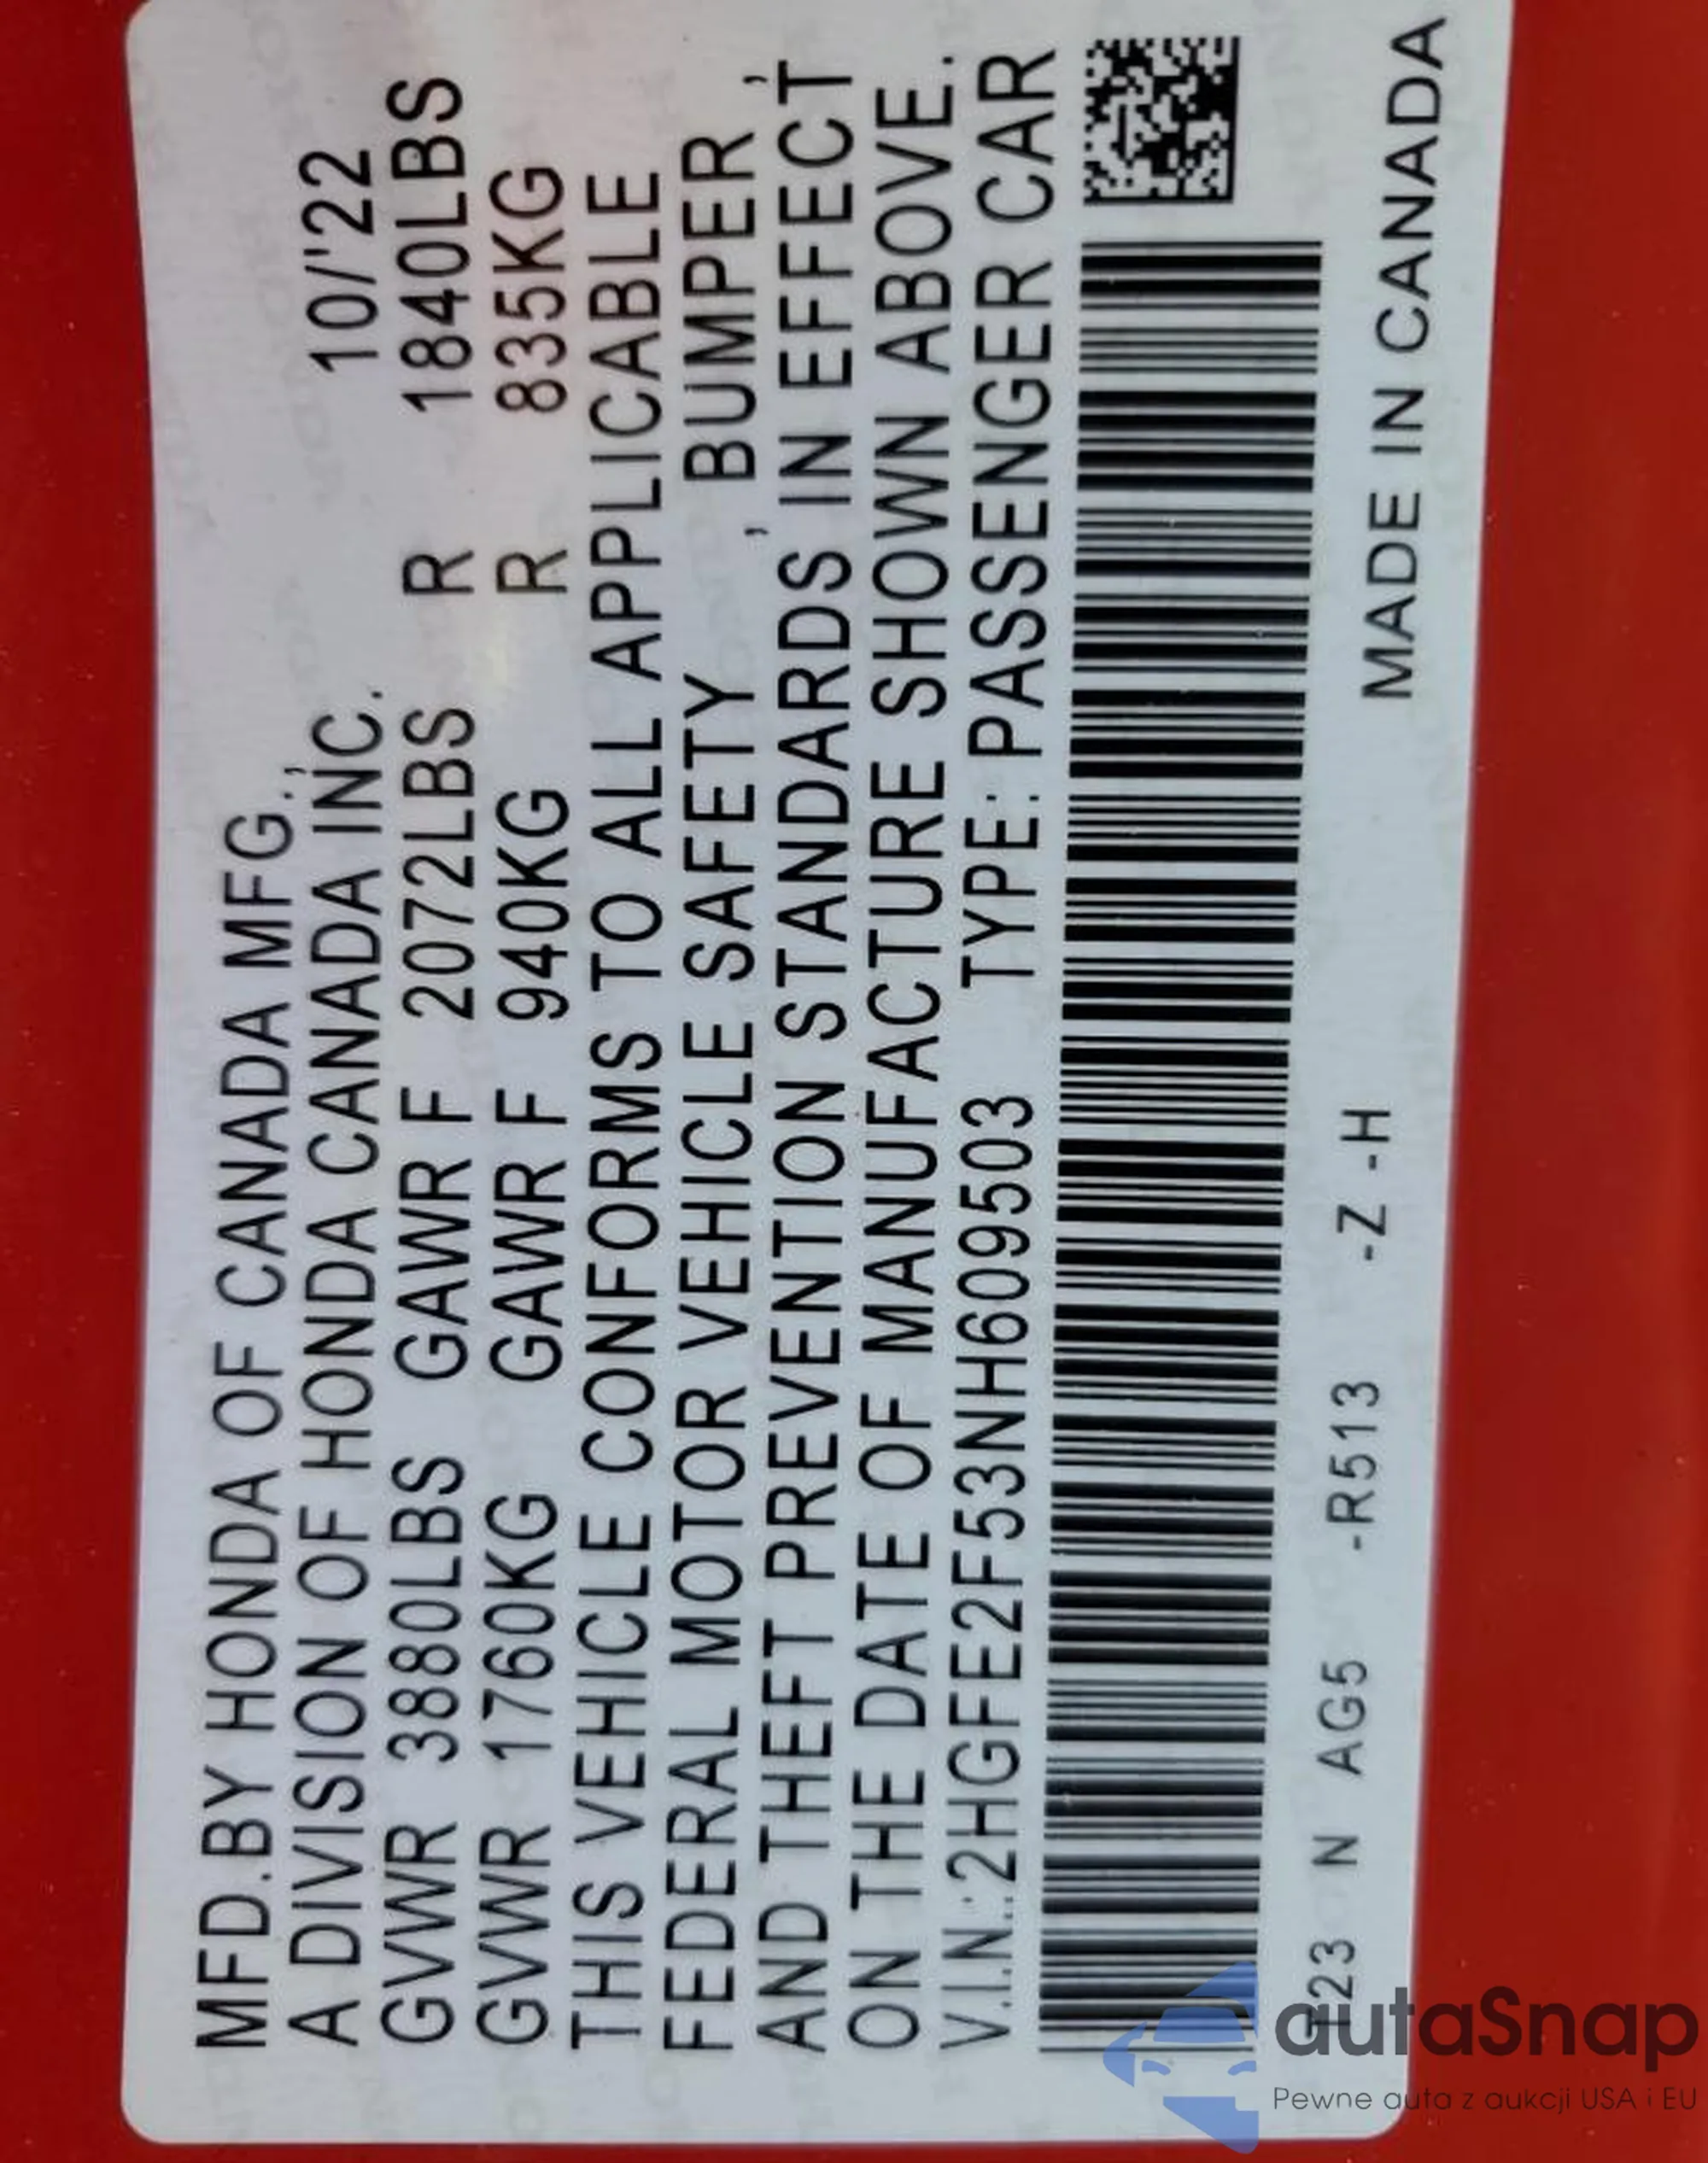 MFD.BY HONDA OF CANADA MFG.,
A DIVISION OF HONDA CANADA INC. 10/'22
GVWR 3880LBS GAWR F 2072LBS R 1840LBS
GVWR 1760KG GAWR F 940KG R 835KG
THIS VEHICLE CONFORMS TO ALL APPLICABLE
FEDERAL MOTOR VEHICLE SAFETY , BUMPER ,
AND THEFT PREVENTION STANDARDS IN EFFECT
ON THE DATE OF MANUFACTURE SHOWN ABOVE.
V.I.N.:2HGFE2F53NH609503 TYPE: PASSENGER CAR
T23 N AG5 -R513 -Z -H MADE IN CANADA
autaSnap
Pewne auta z aukcji USA i EU